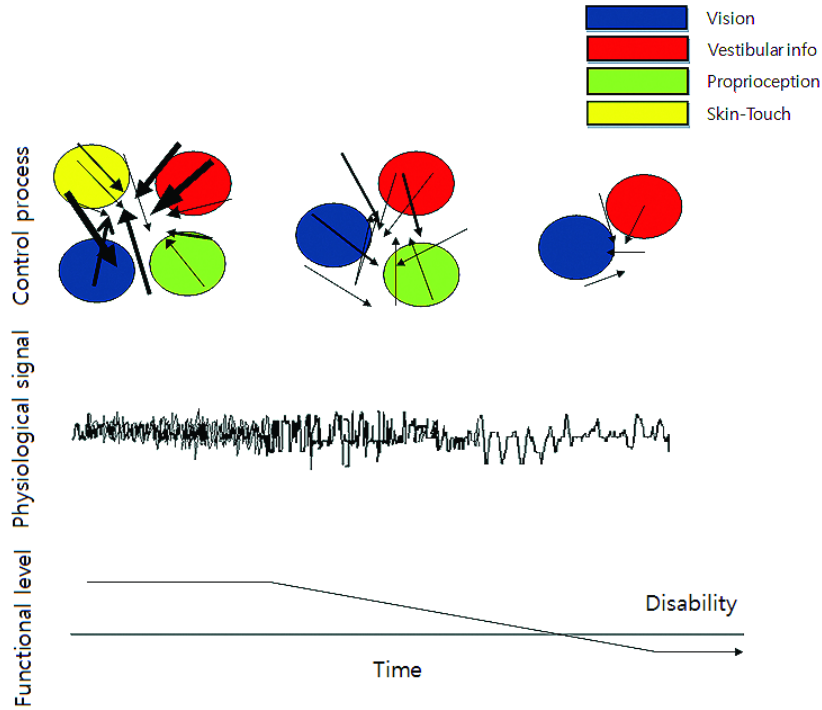 Vision
Vestibular info
Proprioception
Skin-Touch
Control process
Physiological signal
Functional level
Disability
Time